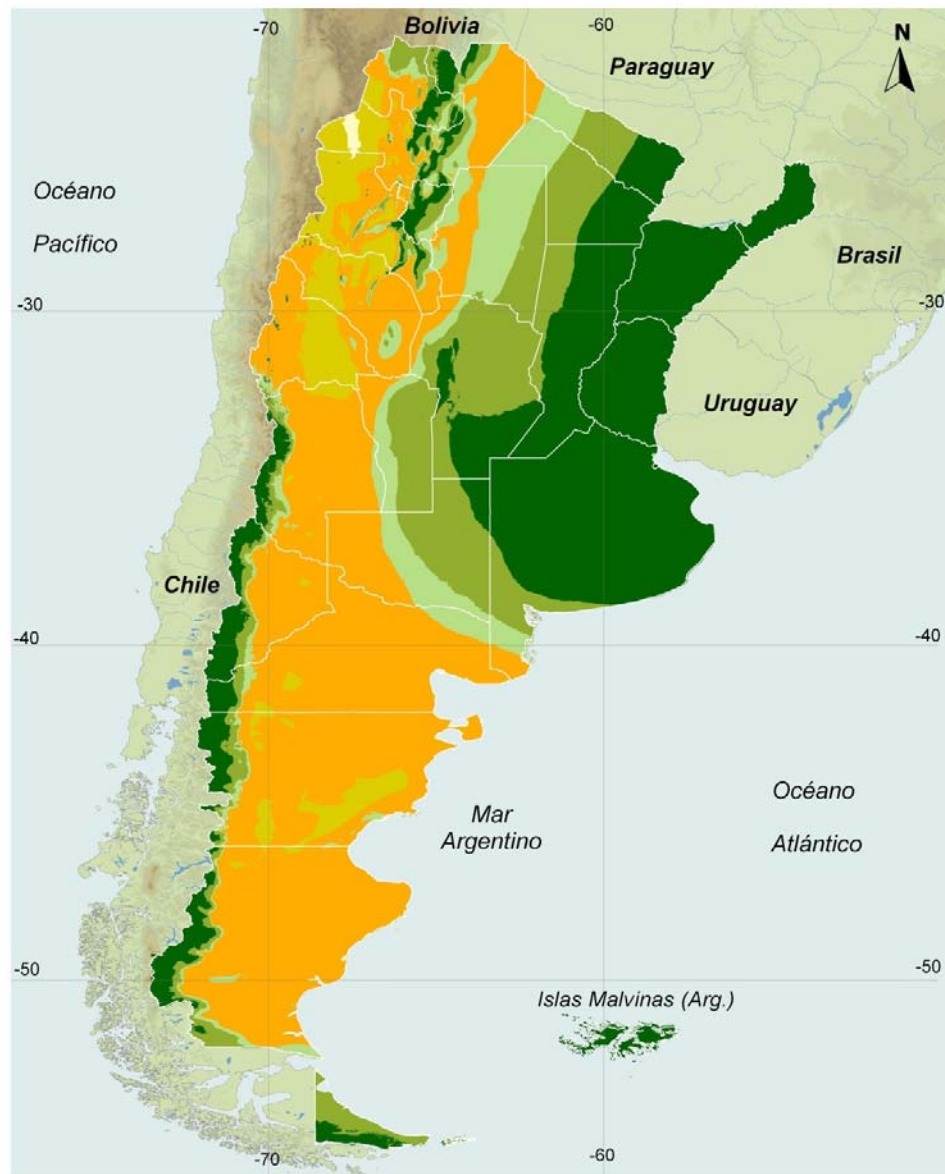 -70
Bolivia
-60
N
Paraguay
Océano
Pacífico
Brasil
-30
-30
Uruguay
Chile
-40
-40
Mar
Argentino
Océano
Atlántico
-50
-50
Islas Malvinas (Arg.)
-70
-60